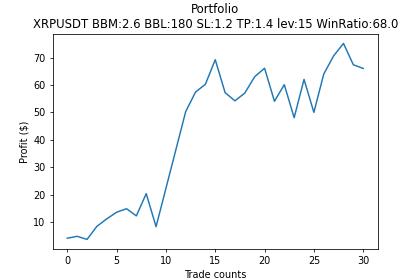 Portfolio
XRPUSDT BBM:2.6 BBL:180 SL:1.2 TP:1.4 lev:15 WinRatio:68.0
70
60
50
40
30
20
10
Profit ($)
0 5 10 15 20 25 30
Trade counts